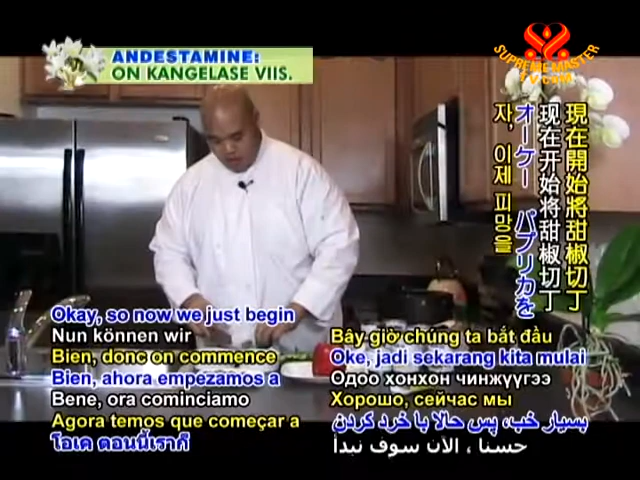 ANDESTAMINE:
ON KANGELASE VIIS.
SUPREME MASTER
TV.COM
現在開始將甜椒切丁
现在开始将甜椒切丁
オーケー パプリカを
자, 이제 피망을
Okay, so now we just begin
Nun können wir
Bien, donc on commence
Bien, ahora empezamos a
Bene, ora cominciamo
Agora temos que começar a
โอเค ตอนนี้เราก็
Bây giờ chúng ta bắt đầu
Oke, jadi sekarang kita mulai
Одоо хонхон чинжүүгээ
Хорошо, сейчас мы
بسیار خب، پس حالا با خرد کردن
حسنا ، الآن سوف نبدأ